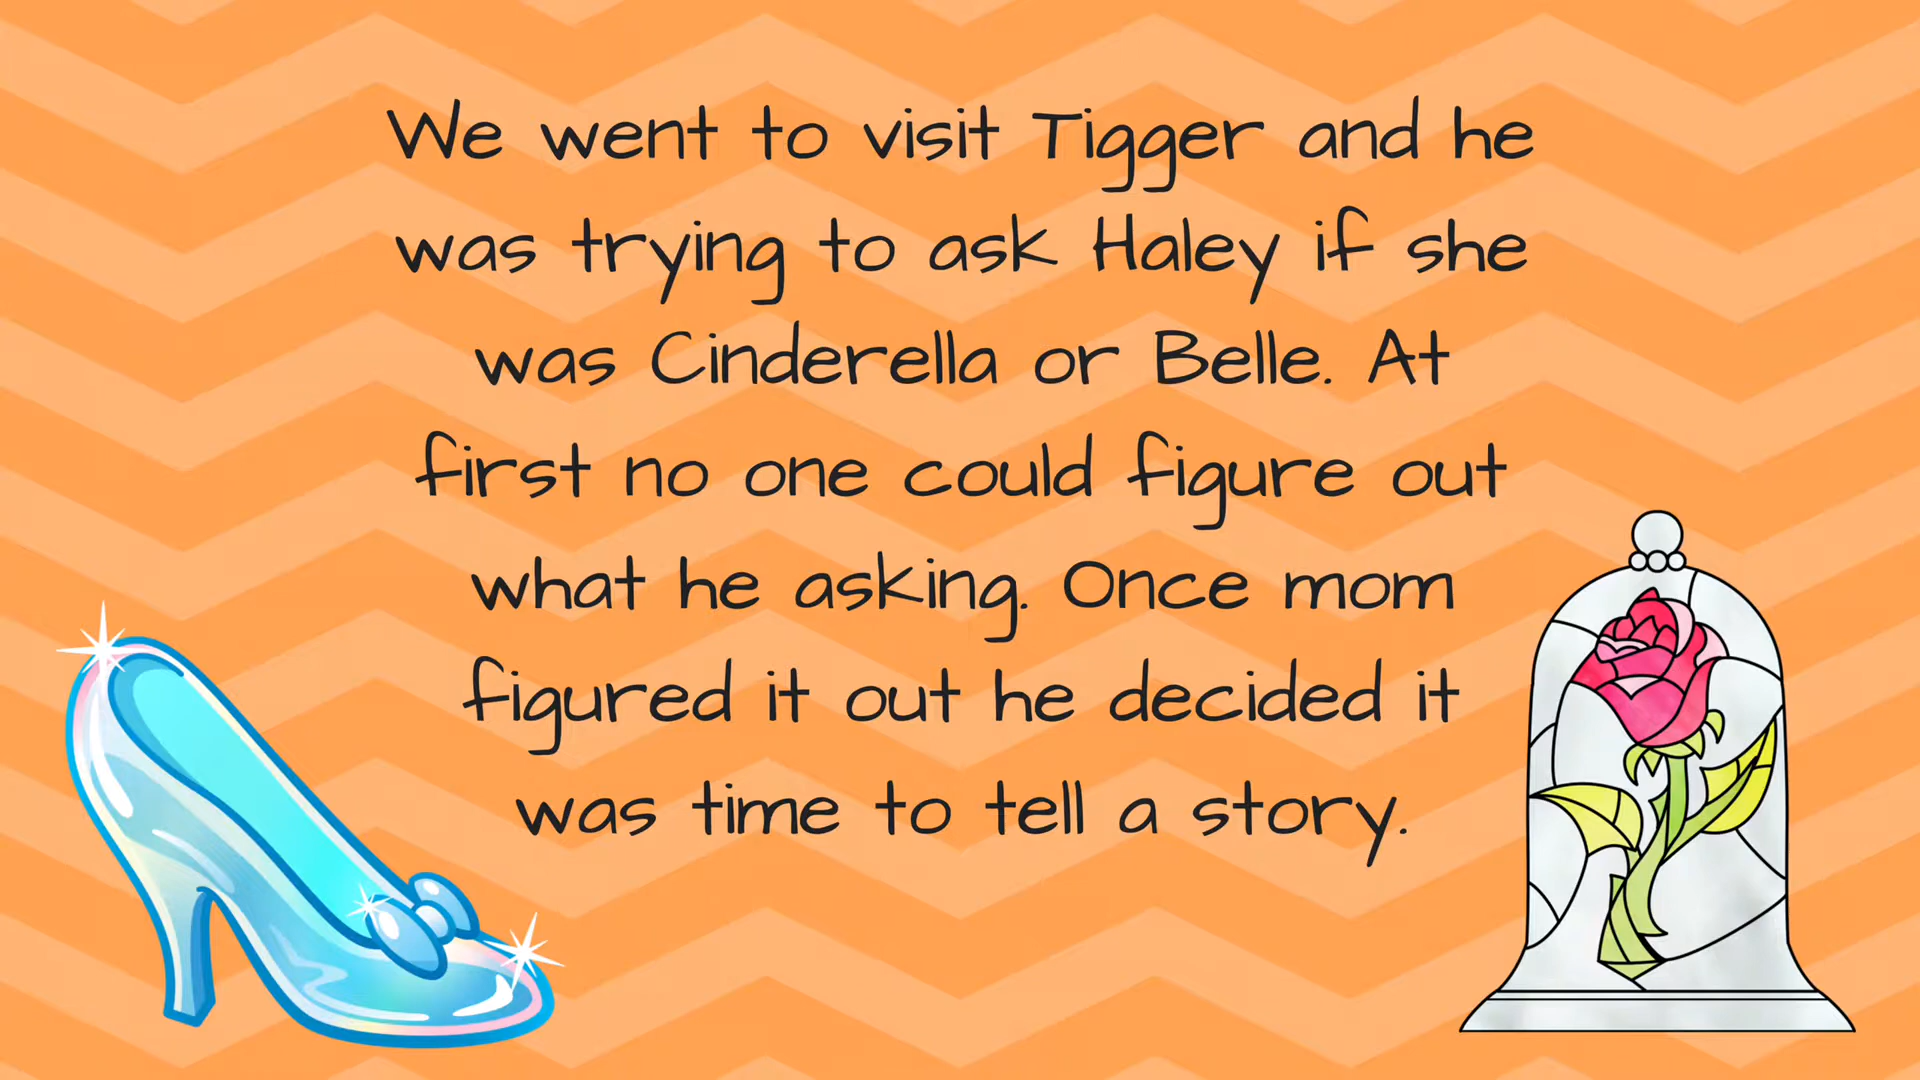 We went to visit Tigger and he
was trying to ask Haley if she
was Cinderella or Belle. At
first no one could figure out
what he asking. Once mom
figured it out he decided it
was time to tell a story.